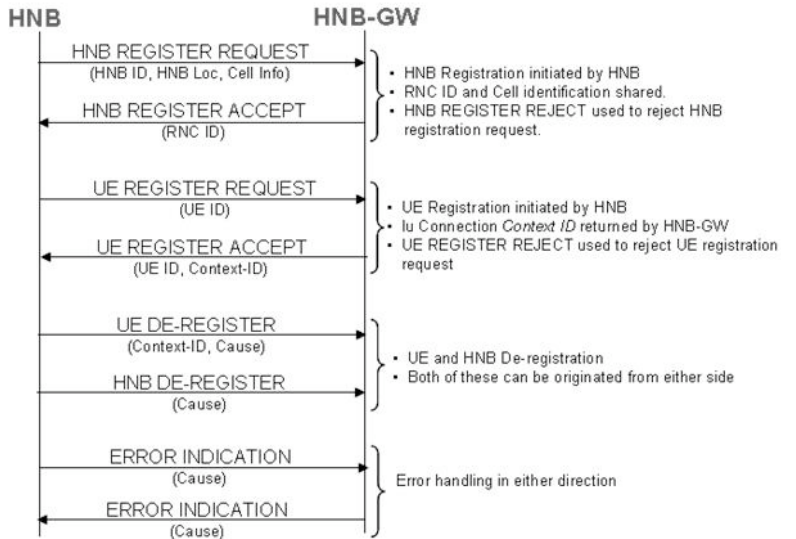 HNB HNB-GW
HNB REGISTER REQUEST
(HNB ID, HNB Loc, Cell Info)
HNB REGISTER ACCEPT
(RNC ID)
▪ HNB Registration initiated by HNB
▪ RNC ID and Cell identification shared.
▪ HNB REGISTER REJECT used to reject HNB
registration request.
UE REGISTER REQUEST
(UE ID)
UE REGISTER ACCEPT
(UE ID, Context-ID)
▪ UE Registration initiated by HNB
▪ Iu Connection Context ID returned by HNB-GW
▪ UE REGISTER REJECT used to reject UE registration
request
UE DE-REGISTER
(Context-ID, Cause)
HNB DE-REGISTER
(Cause)
▪ UE and HNB De-registration
▪ Both of these can be originated from either side
ERROR INDICATION
(Cause)
ERROR INDICATION
(Cause)
Error handling in either direction